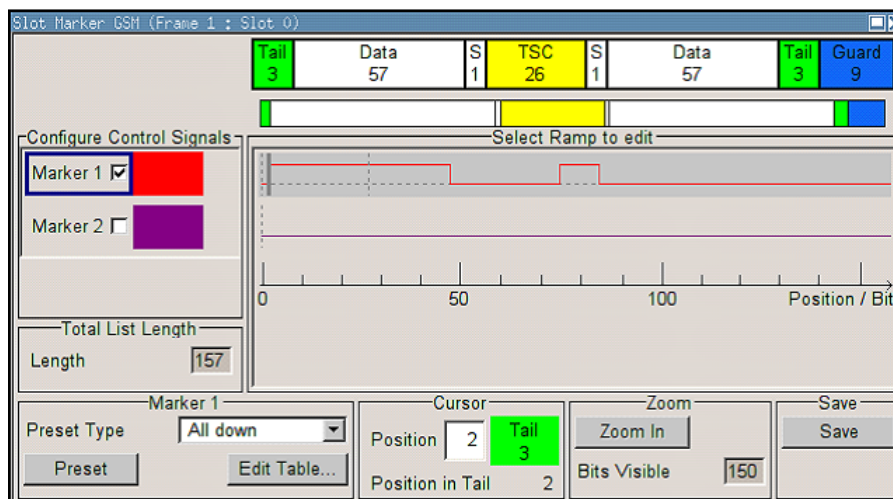 Slot Marker GSM (Frame 1 : Slot 0)
Tail Data S TSC S Data Tail Guard
3 57 1 26 1 57 3 9
Configure Control Signals
Select Ramp to edit
Marker 1
Marker 2
0 50 100 Position / Bit
Total List Length
Length 157
Marker 1
Preset Type All down
Preset Edit Table...
Cursor
Position 2 Tail
3
Position in Tail 2
Zoom
Zoom In
Bits Visible 150
Save
Save